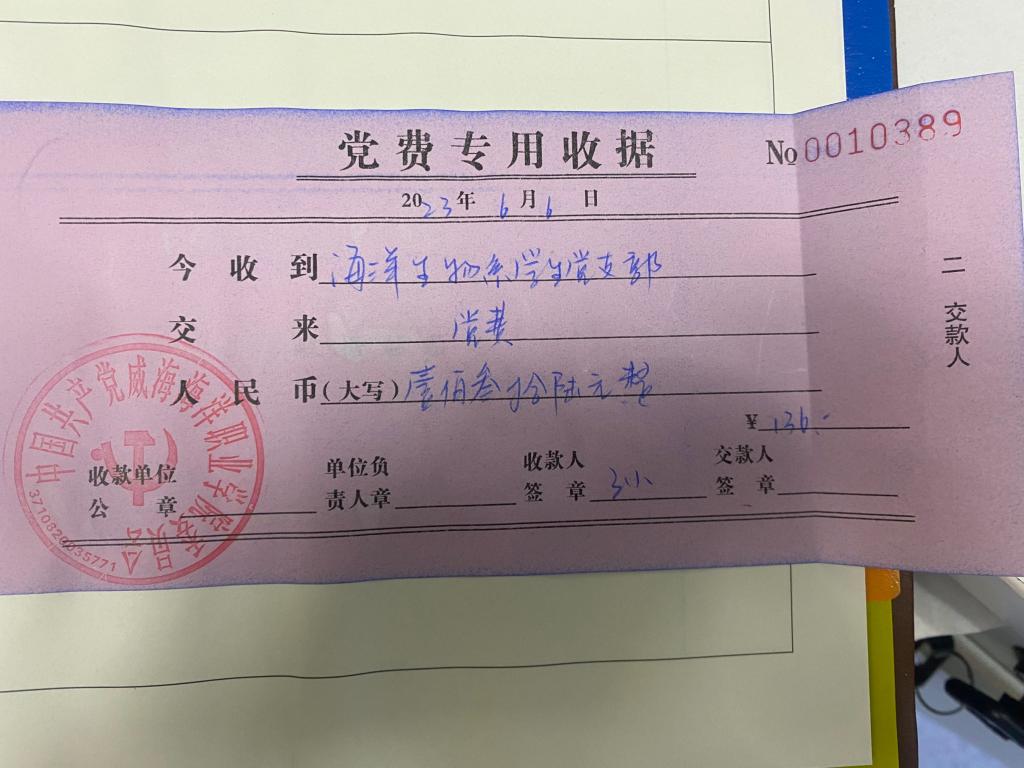 党费专用收据
No 0010389
2023年6月6日
今收到 海洋生物系学生党支部
交来 党费
人民币(大写) 壹佰叁拾陆元整
¥ 136.-
收款单位公章
单位负责人章
收款人签章
交款人签章
二 交款人
中国共产党威海海洋职业学院委员会
3710820035771